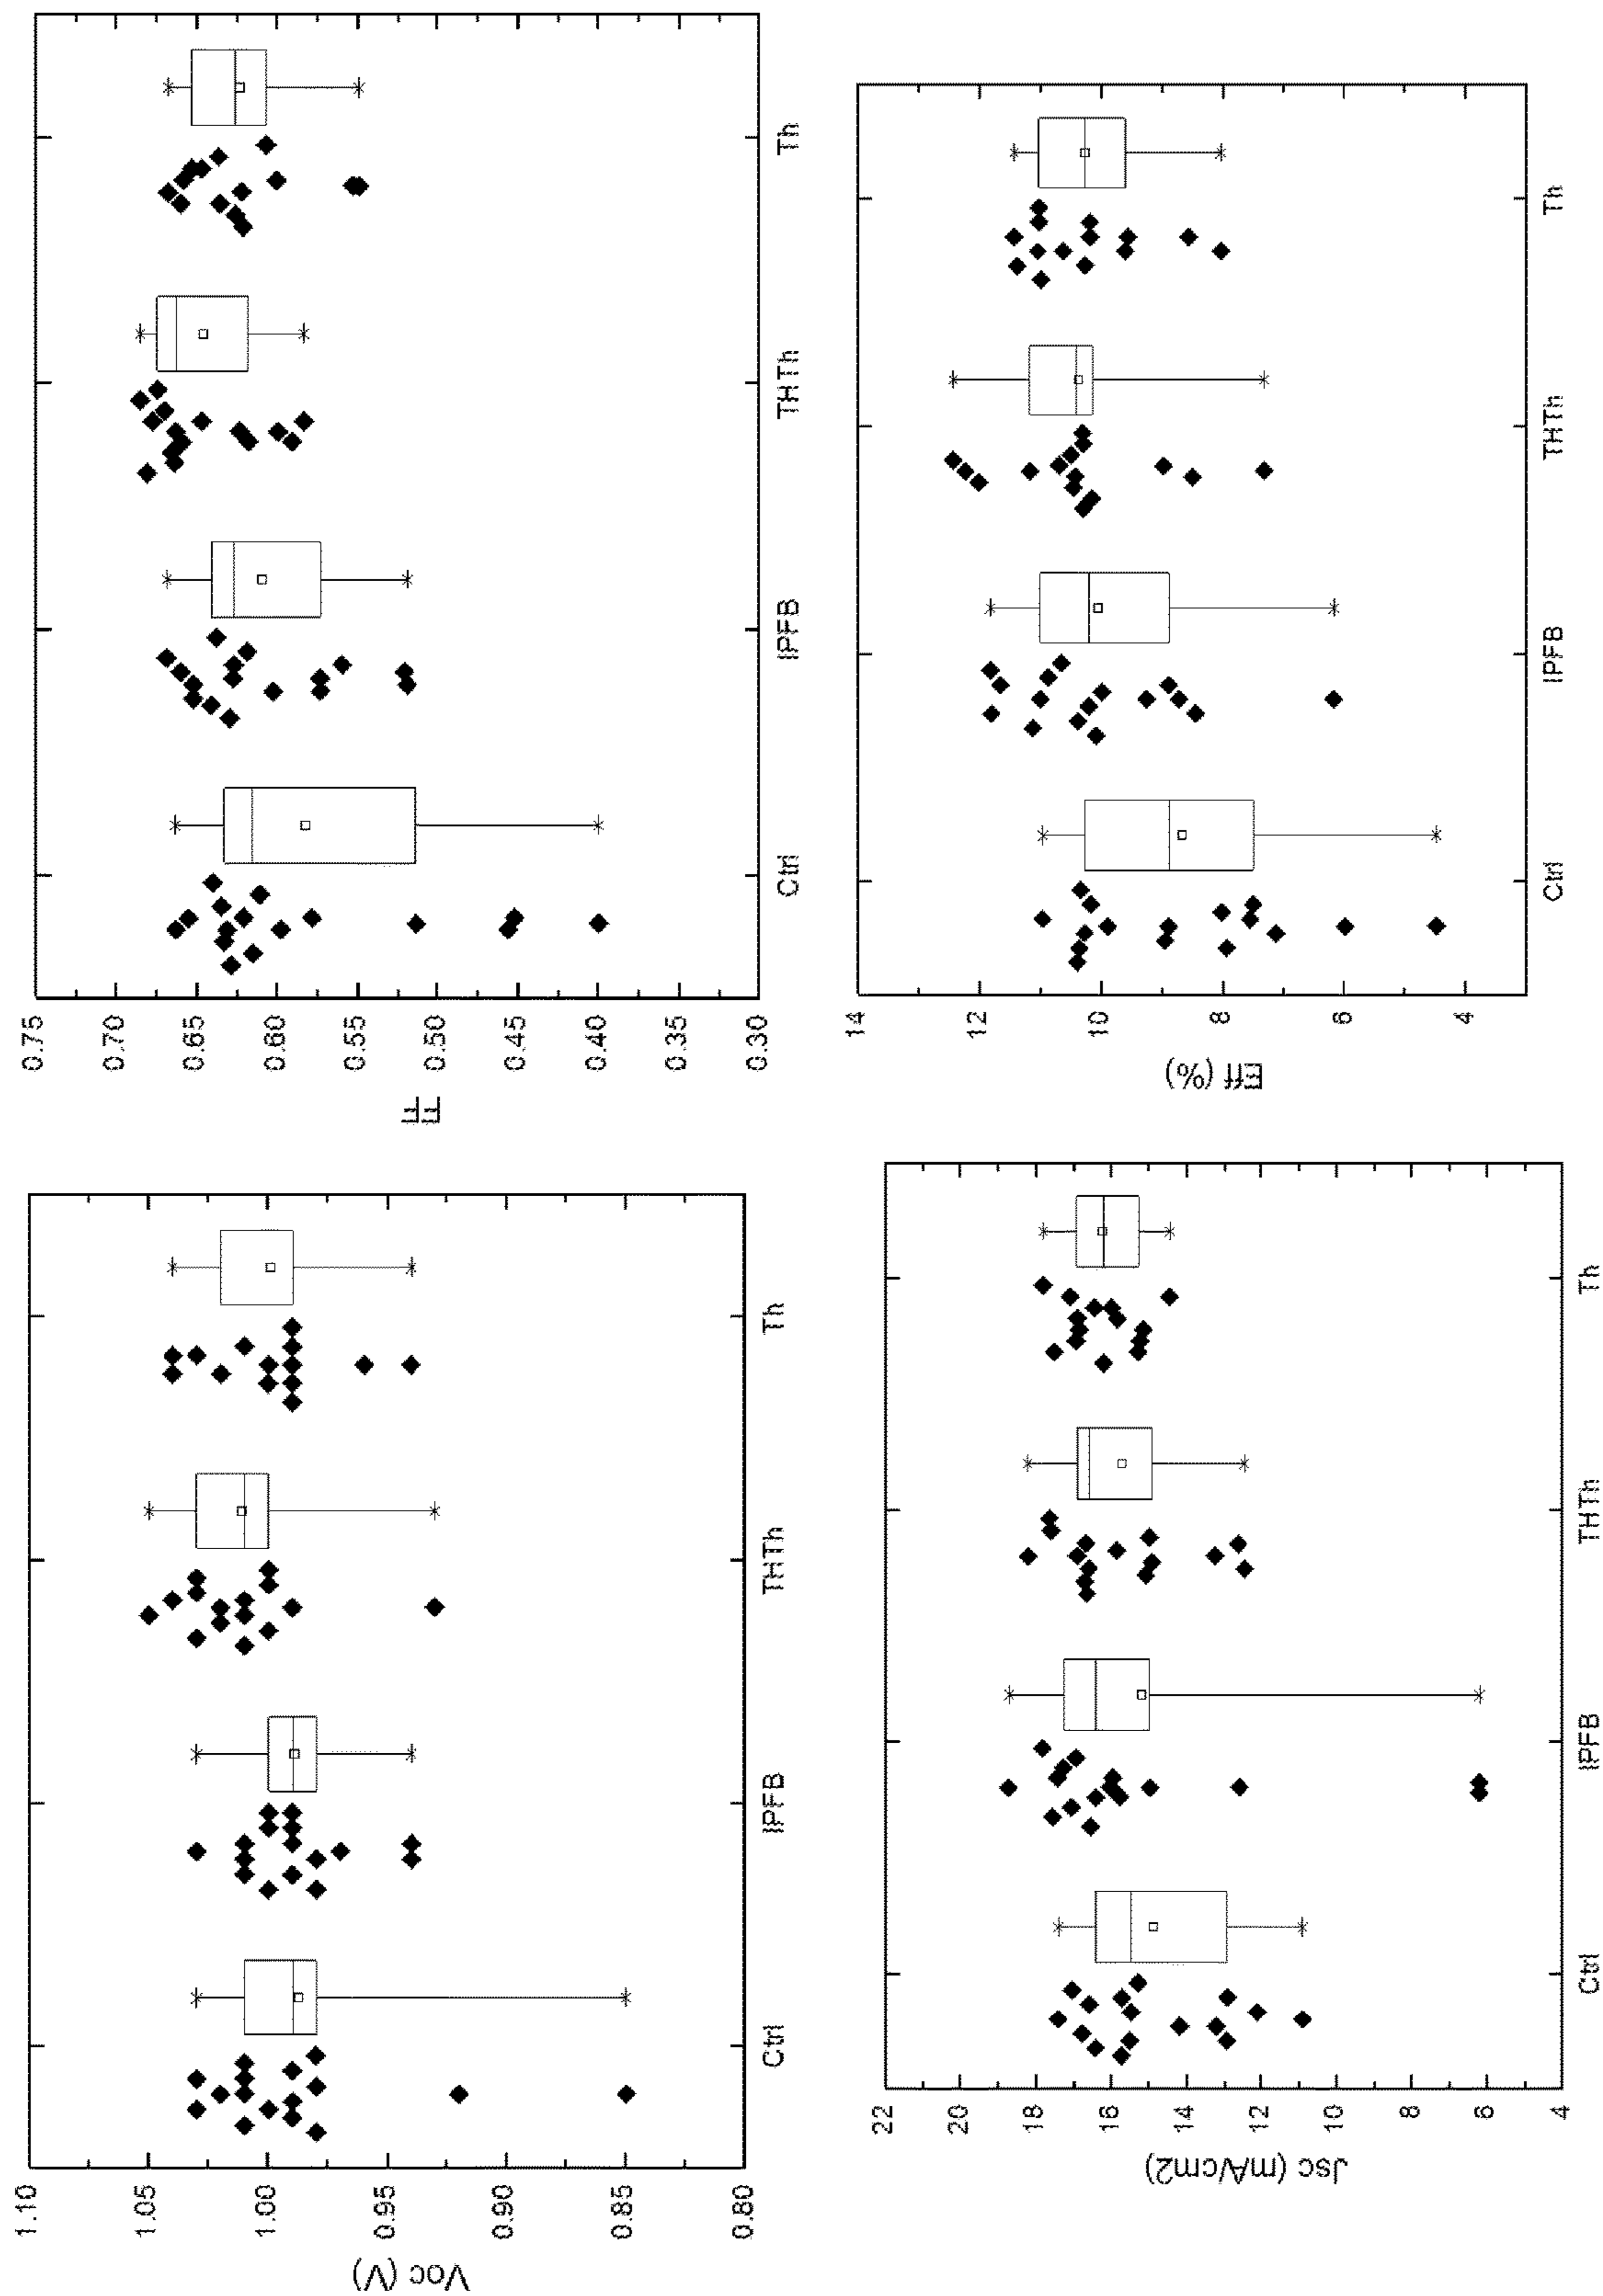 1.10
1.05
1.00
0.95
0.90
0.85
0.80
Voc (V)
Ctrl
IPFB
THTh
Th
0.75
0.70
0.65
0.60
0.55
0.50
0.45
0.40
0.35
0.30
FF
Ctrl
IPFB
THTh
Th
22
20
18
16
14
12
10
8
6
4
Jsc (mA/cm2)
Ctrl
IPFB
THTh
Th
14
12
10
8
6
4
Eff (%)
Ctrl
IPFB
THTh
Th